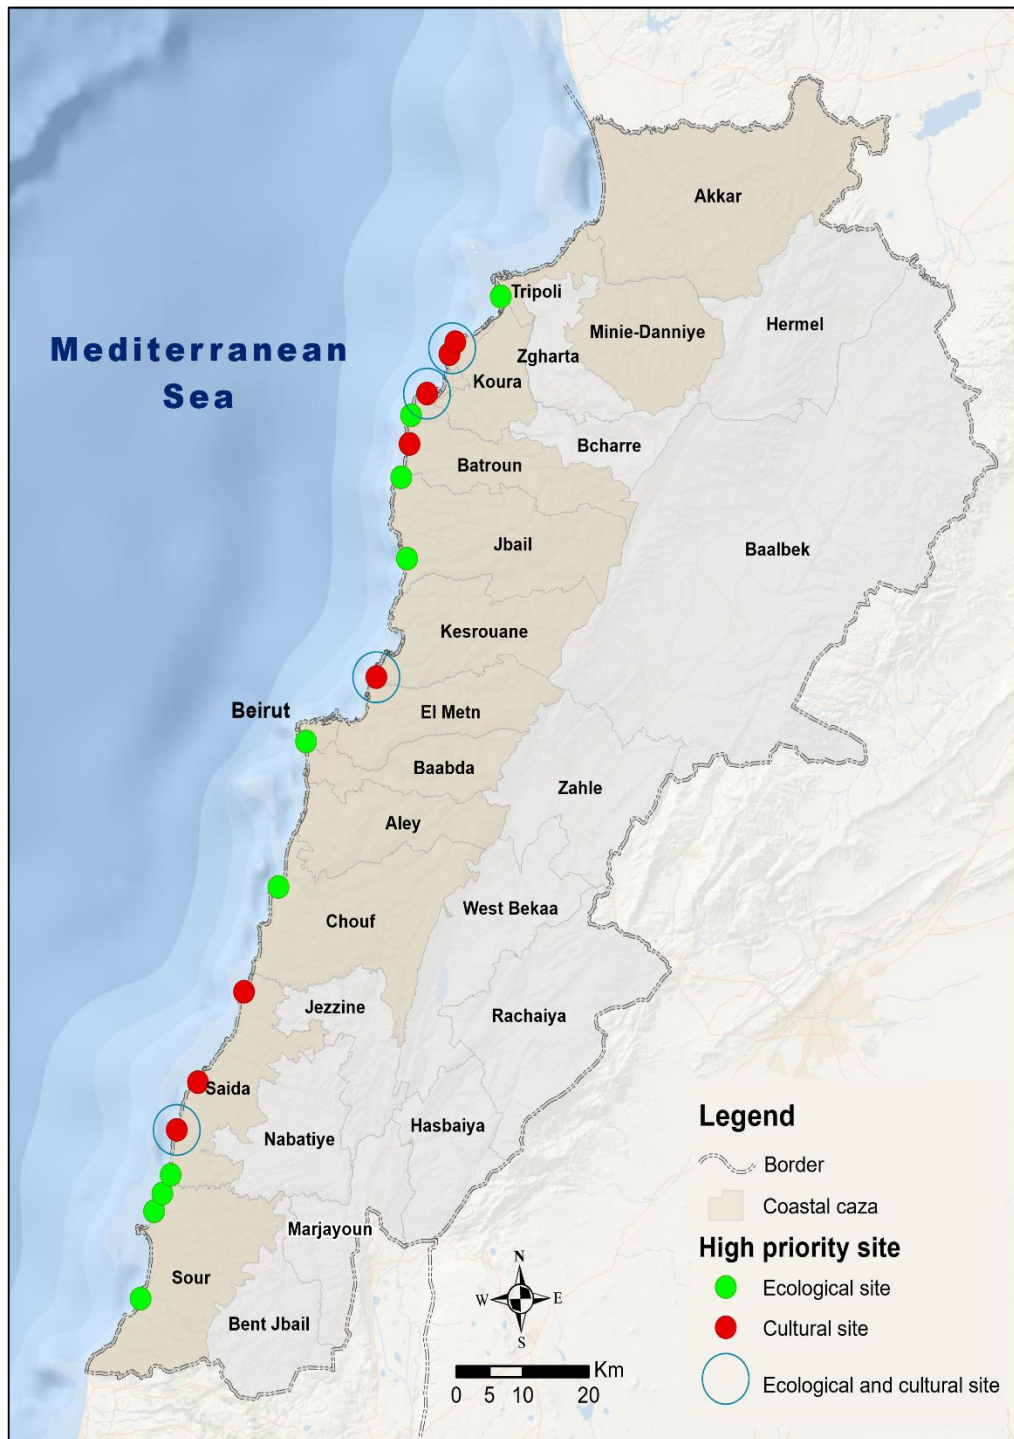 Akkar
Tripoli
Minie-Danniye
Hermel
Zgharta
Mediterranean
Sea
Koura
Bcharre
Batroun
Jbail
Baalbek
Kesrouane
Beirut
El Metn
Baabda
Zahle
Aley
West Bekaa
Chouf
Jezzine
Rachaiya
Saida
Nabatiye
Hasbaiya
Marjayoun
Sour
Bent Jbail
Legend
Border
Coastal caza
High priority site
Ecological site
Cultural site
Ecological and cultural site
N
W
E
S
Km
0 5 10 20